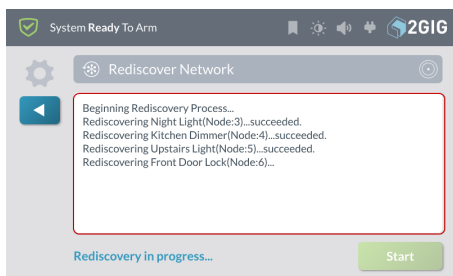 System Ready To Arm
2GIG
Rediscover Network
Beginning Rediscovery Process...
Rediscovering Night Light(Node:3)...succeeded.
Rediscovering Kitchen Dimmer(Node:4)...succeeded.
Rediscovering Upstairs Light(Node:5)...succeeded.
Rediscovering Front Door Lock(Node:6)...
Rediscovery in progress...
Start